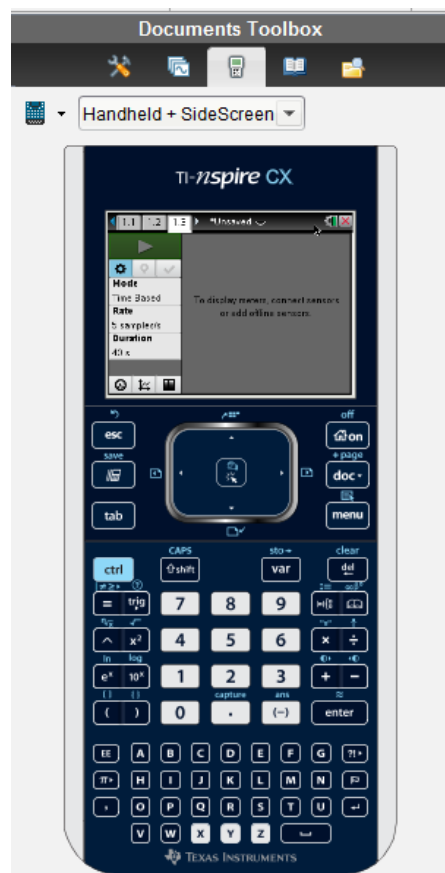 Documents Toolbox
Handheld + SideScreen
TI-nspire CX
1.1 1.2 1.3 *Unsaved
Mode
Time Based
Rate
5 samples/s
Duration
40 s
To display meters, connect sensors
or add offline sensors.
off
esc on
save + page
doc
tab menu
CAPS sto→ clear
ctrl ⇧shift var del
= trig 7 8 9
^ x² 4 5 6 × ÷
ln log
eˣ 10ˣ 1 2 3 + −
[ ] { } capture ans ≈
( ) 0 . (−) enter
EE A B C D E F G ?!▸
π▸ H I J K L M N
, O P Q R S T U ↵
V W X Y Z
TEXAS INSTRUMENTS